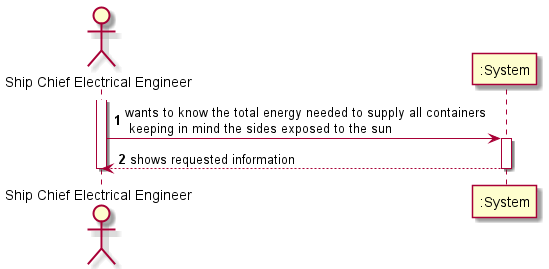 Ship Chief Electrical Engineer
:System
1 wants to know the total energy needed to supply all containers
keeping in mind the sides exposed to the sun
2 shows requested information
Ship Chief Electrical Engineer
:System